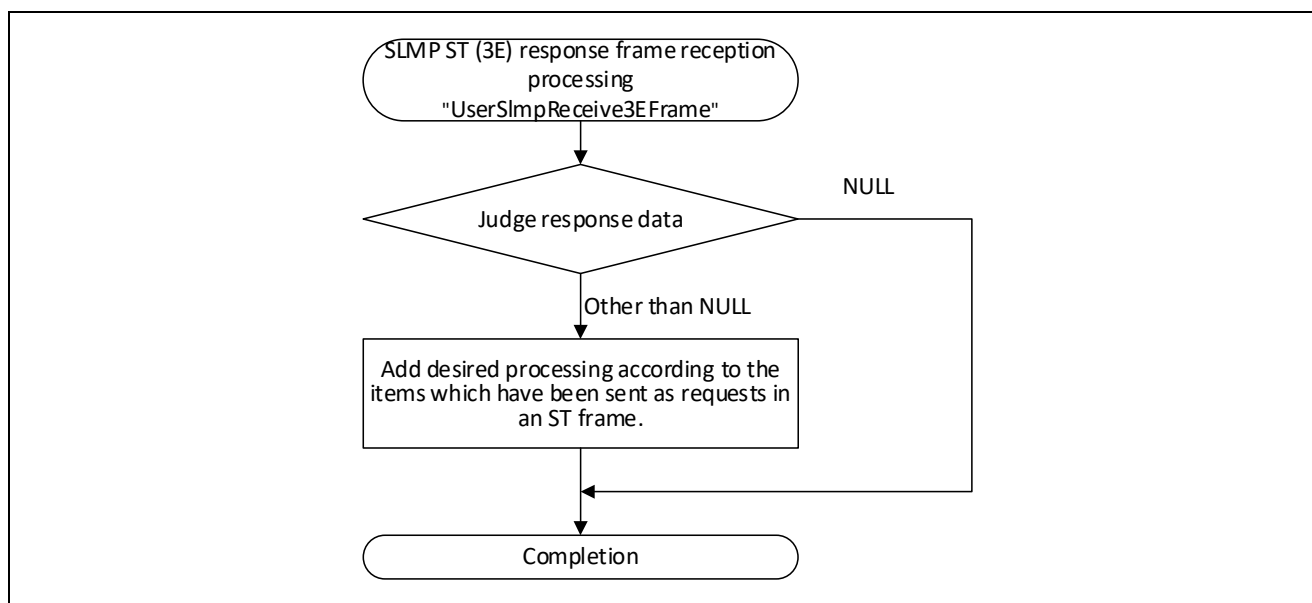 SLMP ST (3E) response frame reception
processing
"UserSlmpReceive3EFrame"
NULL
Judge response data
Other than NULL
Add desired processing according to the
items which have been sent as requests in
an ST frame.
Completion